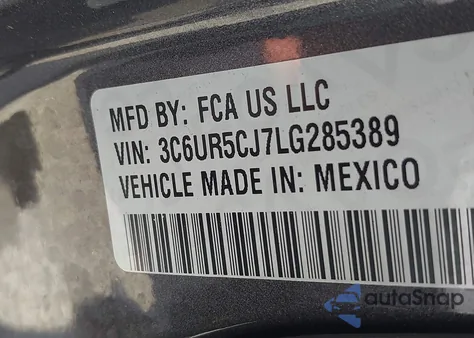 MFD BY: FCA US LLC
VIN: 3C6UR5CJ7LG285389
VEHICLE MADE IN: MEXICO
autoSnap